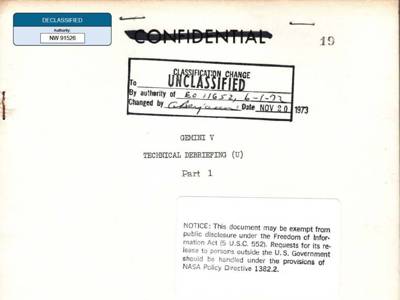 DECLASSIFIED
Authority
NW 91526
CONFIDENTIAL
19
CLASSIFICATION CHANGE
To UNCLASSIFIED
By authority of EO 11652, 6-1-72
Changed by Date NOV 20 1973
GEMINI V
TECHNICAL DEBRIEFING (U)
Part 1
NOTICE: This document may be exempt from
public disclosure under the Freedom of Infor-
mation Act (5 U.S.C. 552). Requests for its re-
lease to persons outside the U.S. Government
should be handled under the provisions of
NASA Policy Directive 1382.2.